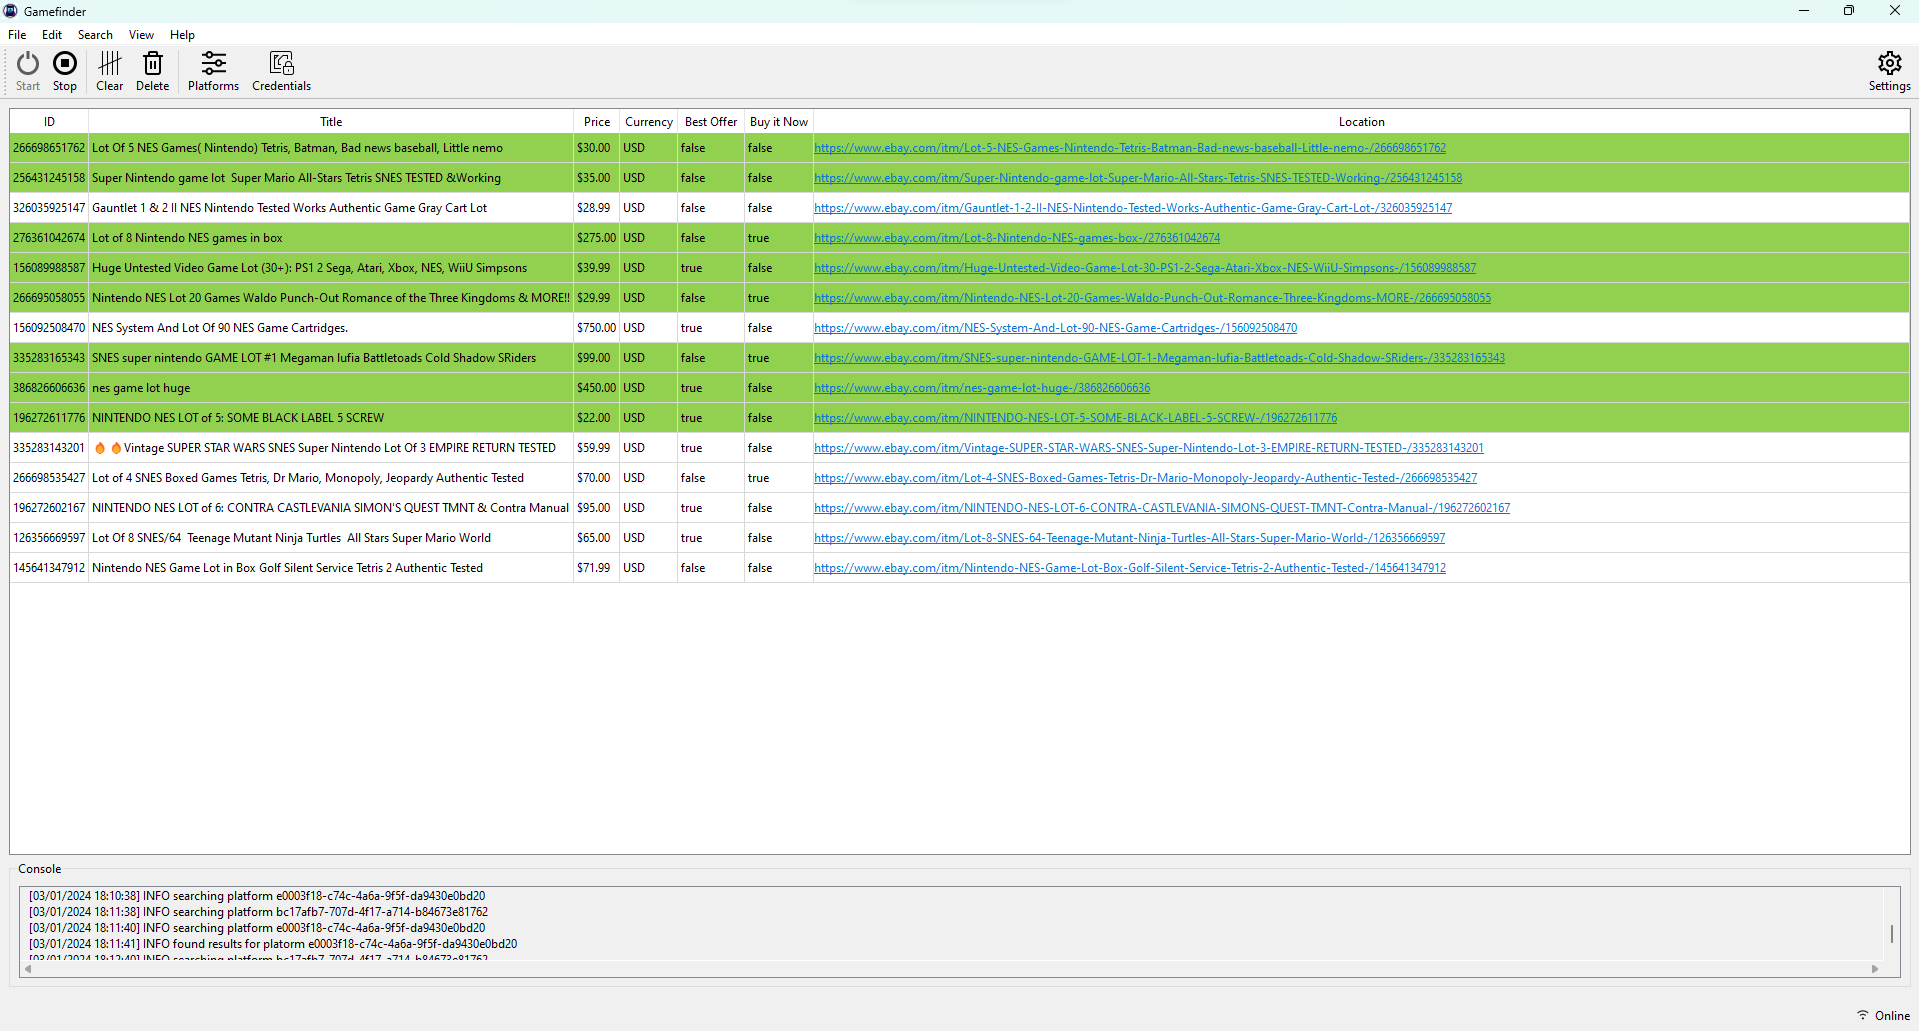 Gamefinder
File Edit Search View Help
Start Stop Clear Delete Platforms Credentials Settings
ID Title Price Currency Best Offer Buy it Now Location
266698651762 Lot Of 5 NES Games( Nintendo) Tetris, Batman, Bad news baseball, Little nemo $30.00 USD false false https://www.ebay.com/itm/Lot-5-NES-Games-Nintendo-Tetris-Batman-Bad-news-baseball-Little-nemo-/266698651762
256431245158 Super Nintendo game lot  Super Mario All-Stars Tetris SNES TESTED &Working $35.00 USD false false https://www.ebay.com/itm/Super-Nintendo-game-lot-Super-Mario-All-Stars-Tetris-SNES-TESTED-Working-/256431245158
326035925147 Gauntlet 1 & 2 II NES Nintendo Tested Works Authentic Game Gray Cart Lot $28.99 USD false false https://www.ebay.com/itm/Gauntlet-1-2-II-NES-Nintendo-Tested-Works-Authentic-Game-Gray-Cart-Lot-/326035925147
276361042674 Lot of 8 Nintendo NES games in box $275.00 USD false true https://www.ebay.com/itm/Lot-8-Nintendo-NES-games-box-/276361042674
156089988587 Huge Untested Video Game Lot (30+): PS1 2 Sega, Atari, Xbox, NES, WiiU Simpsons $39.99 USD true false https://www.ebay.com/itm/Huge-Untested-Video-Game-Lot-30-PS1-2-Sega-Atari-Xbox-NES-WiiU-Simpsons-/156089988587
266695058055 Nintendo NES Lot 20 Games Waldo Punch-Out Romance of the Three Kingdoms & MORE!! $29.99 USD false true https://www.ebay.com/itm/Nintendo-NES-Lot-20-Games-Waldo-Punch-Out-Romance-Three-Kingdoms-MORE-/266695058055
156092508470 NES System And Lot Of 90 NES Game Cartridges. $750.00 USD true false https://www.ebay.com/itm/NES-System-And-Lot-90-NES-Game-Cartridges-/156092508470
335283165343 SNES super nintendo GAME LOT #1 Megaman lufia Battletoads Cold Shadow SRiders $99.00 USD false true https://www.ebay.com/itm/SNES-super-nintendo-GAME-LOT-1-Megaman-lufia-Battletoads-Cold-Shadow-SRiders-/335283165343
386826606636 nes game lot huge $450.00 USD true false https://www.ebay.com/itm/nes-game-lot-huge-/386826606636
196272611776 NINTENDO NES LOT of 5: SOME BLACK LABEL 5 SCREW $22.00 USD true false https://www.ebay.com/itm/NINTENDO-NES-LOT-5-SOME-BLACK-LABEL-5-SCREW-/196272611776
335283143201 🔥 🔥Vintage SUPER STAR WARS SNES Super Nintendo Lot Of 3 EMPIRE RETURN TESTED $59.99 USD true false https://www.ebay.com/itm/Vintage-SUPER-STAR-WARS-SNES-Super-Nintendo-Lot-3-EMPIRE-RETURN-TESTED-/335283143201
266698535427 Lot of 4 SNES Boxed Games Tetris, Dr Mario, Monopoly, Jeopardy Authentic Tested $70.00 USD false true https://www.ebay.com/itm/Lot-4-SNES-Boxed-Games-Tetris-Dr-Mario-Monopoly-Jeopardy-Authentic-Tested-/266698535427
196272602167 NINTENDO NES LOT of 6: CONTRA CASTLEVANIA SIMON'S QUEST TMNT & Contra Manual $95.00 USD true false https://www.ebay.com/itm/NINTENDO-NES-LOT-6-CONTRA-CASTLEVANIA-SIMONS-QUEST-TMNT-Contra-Manual-/196272602167
126356669597 Lot Of 8 SNES/64  Teenage Mutant Ninja Turtles  All Stars Super Mario World $65.00 USD true false https://www.ebay.com/itm/Lot-8-SNES-64-Teenage-Mutant-Ninja-Turtles-All-Stars-Super-Mario-World-/126356669597
145641347912 Nintendo NES Game Lot in Box Golf Silent Service Tetris 2 Authentic Tested $71.99 USD false false https://www.ebay.com/itm/Nintendo-NES-Game-Lot-Box-Golf-Silent-Service-Tetris-2-Authentic-Tested-/145641347912
Console
[03/01/2024 18:10:38] INFO searching platform e0003f18-c74c-4a6a-9f5f-da9430e0bd20
[03/01/2024 18:11:38] INFO searching platform bc17afb7-707d-4f17-a714-b84673e81762
[03/01/2024 18:11:40] INFO searching platform e0003f18-c74c-4a6a-9f5f-da9430e0bd20
[03/01/2024 18:11:41] INFO found results for platorm e0003f18-c74c-4a6a-9f5f-da9430e0bd20
[03/01/2024 18:12:40] INFO searching platform bc17afb7-707d-4f17-a714-b84673e81762
Online